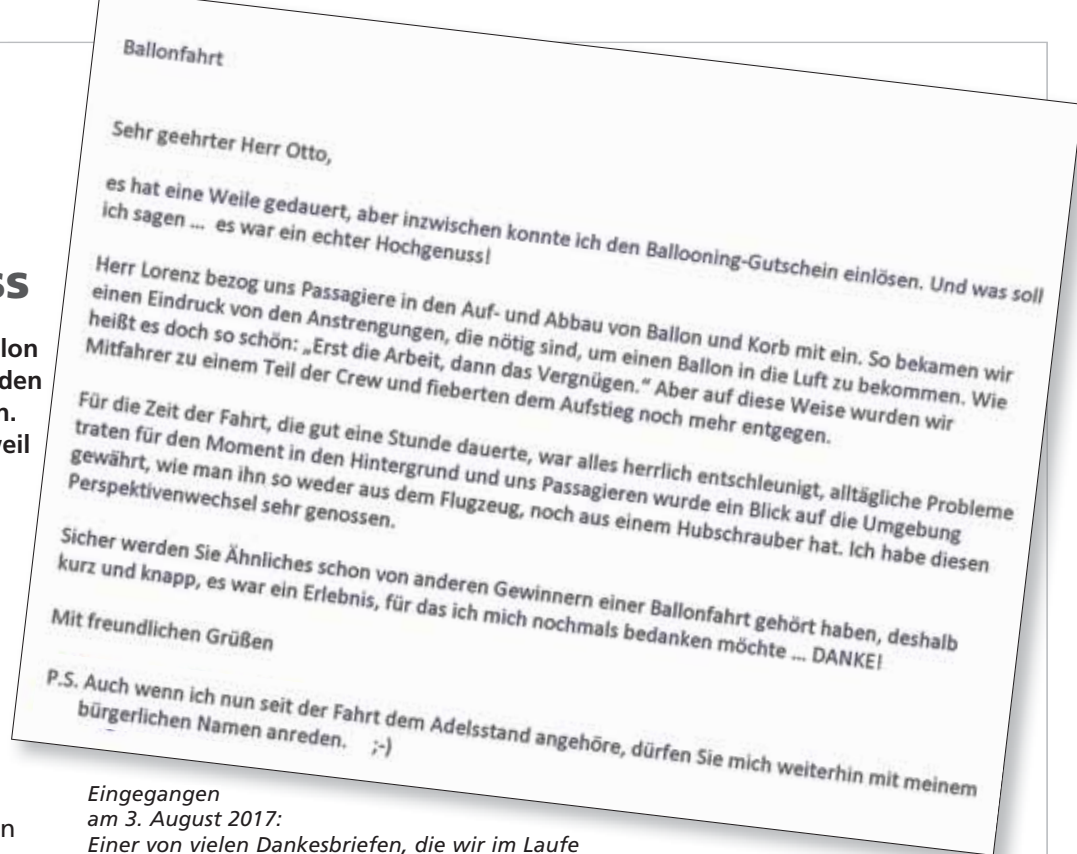 ss
lon
den
n.
eil
n
Ballonfahrt
Sehr geehrter Herr Otto,
es hat eine Weile gedauert, aber inzwischen konnte ich den Ballooning-Gutschein einlösen. Und was soll
ich sagen ... es war ein echter Hochgenuss!
Herr Lorenz bezog uns Passagiere in den Auf- und Abbau von Ballon und Korb mit ein. So bekamen wir
einen Eindruck von den Anstrengungen, die nötig sind, um einen Ballon in die Luft zu bekommen. Wie
heißt es doch so schön: „Erst die Arbeit, dann das Vergnügen.“ Aber auf diese Weise wurden wir
Mitfahrer zu einem Teil der Crew und fieberten dem Aufstieg noch mehr entgegen.
Für die Zeit der Fahrt, die gut eine Stunde dauerte, war alles herrlich entschleunigt, alltägliche Probleme
traten für den Moment in den Hintergrund und uns Passagieren wurde ein Blick auf die Umgebung
gewährt, wie man ihn so weder aus dem Flugzeug, noch aus einem Hubschrauber hat. Ich habe diesen
Perspektivenwechsel sehr genossen.
Sicher werden Sie Ähnliches schon von anderen Gewinnern einer Ballonfahrt gehört haben, deshalb
kurz und knapp, es war ein Erlebnis, für das ich mich nochmals bedanken möchte ... DANKE!
Mit freundlichen Grüßen
P.S. Auch wenn ich nun seit der Fahrt dem Adelsstand angehöre, dürfen Sie mich weiterhin mit meinem
bürgerlichen Namen anreden. ;-)
Eingegangen
am 3. August 2017:
Einer von vielen Dankesbriefen, die wir im Laufe